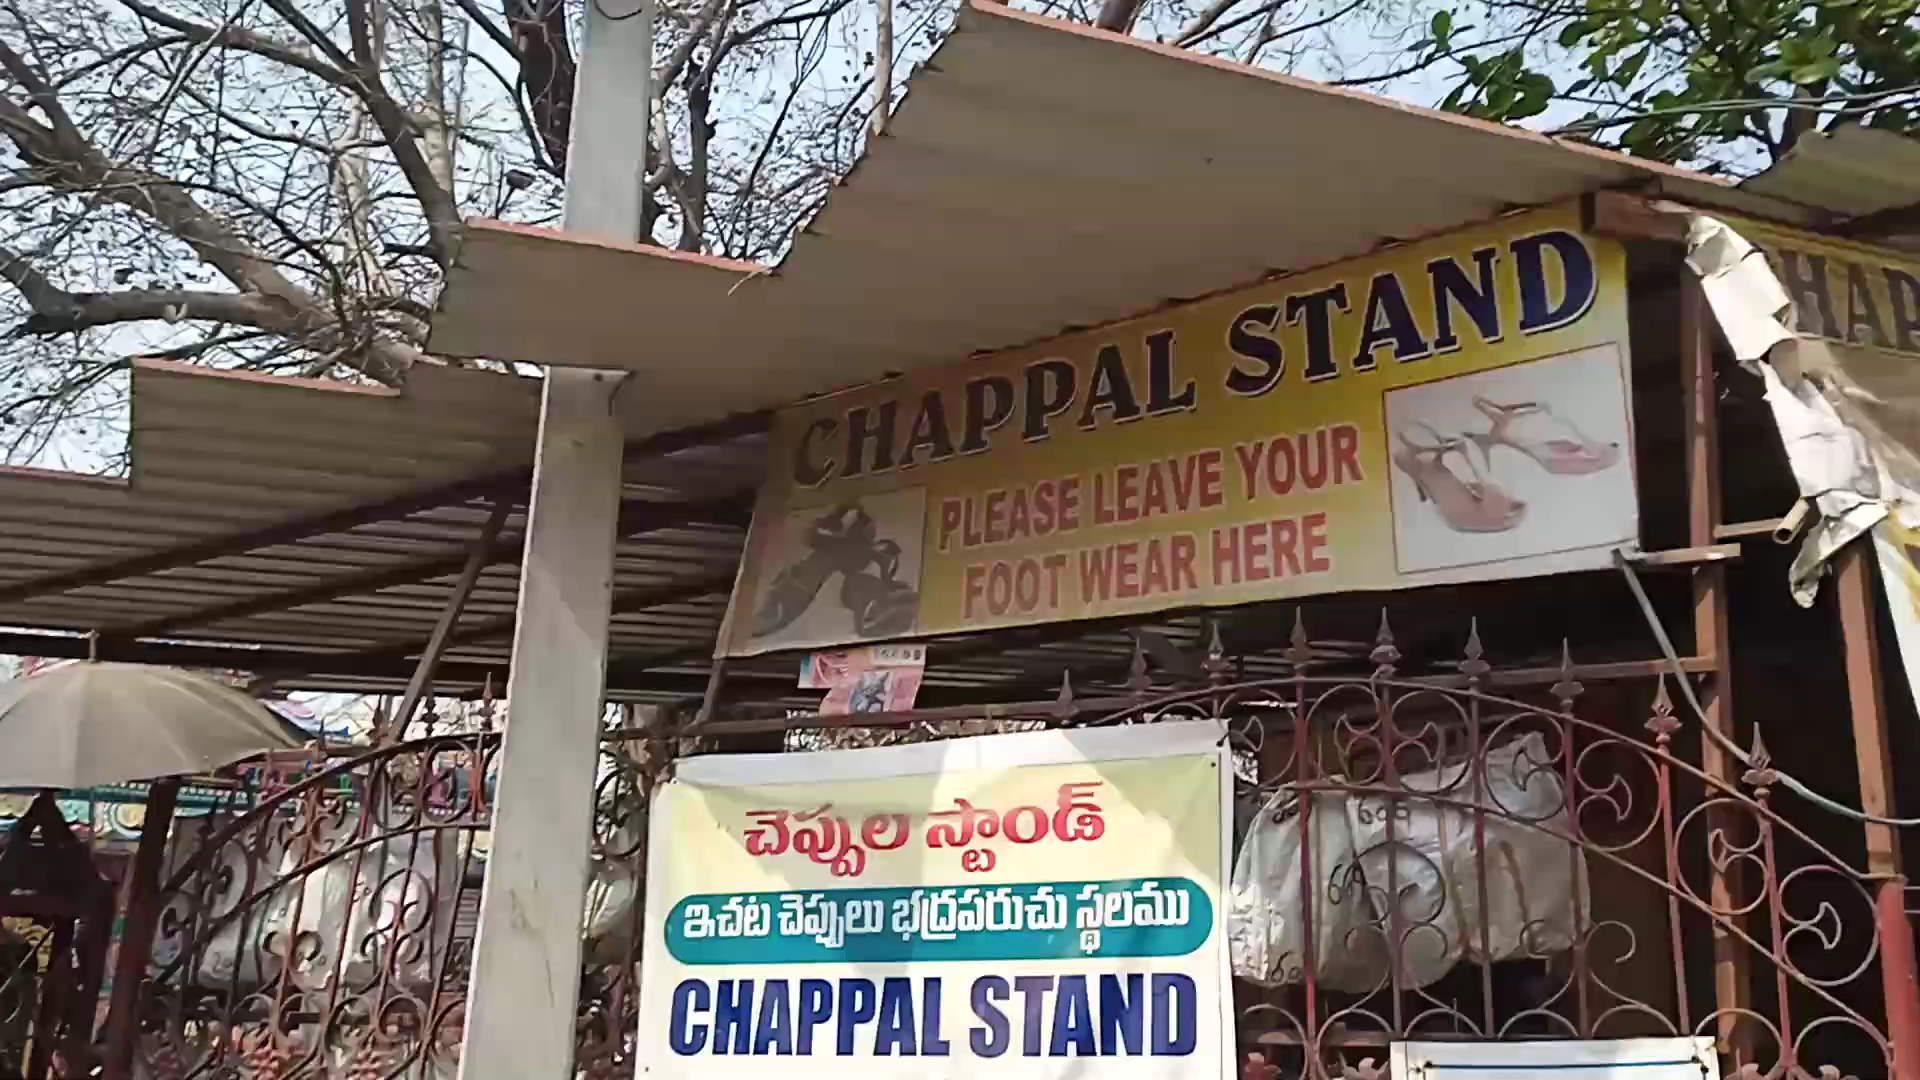 CHAPPAL STAND
PLEASE LEAVE YOUR
FOOT WEAR HERE
చెప్పుల స్టాండ్
ఇచట చెప్పులు భద్రపరుచు స్థలము
CHAPPAL STAND